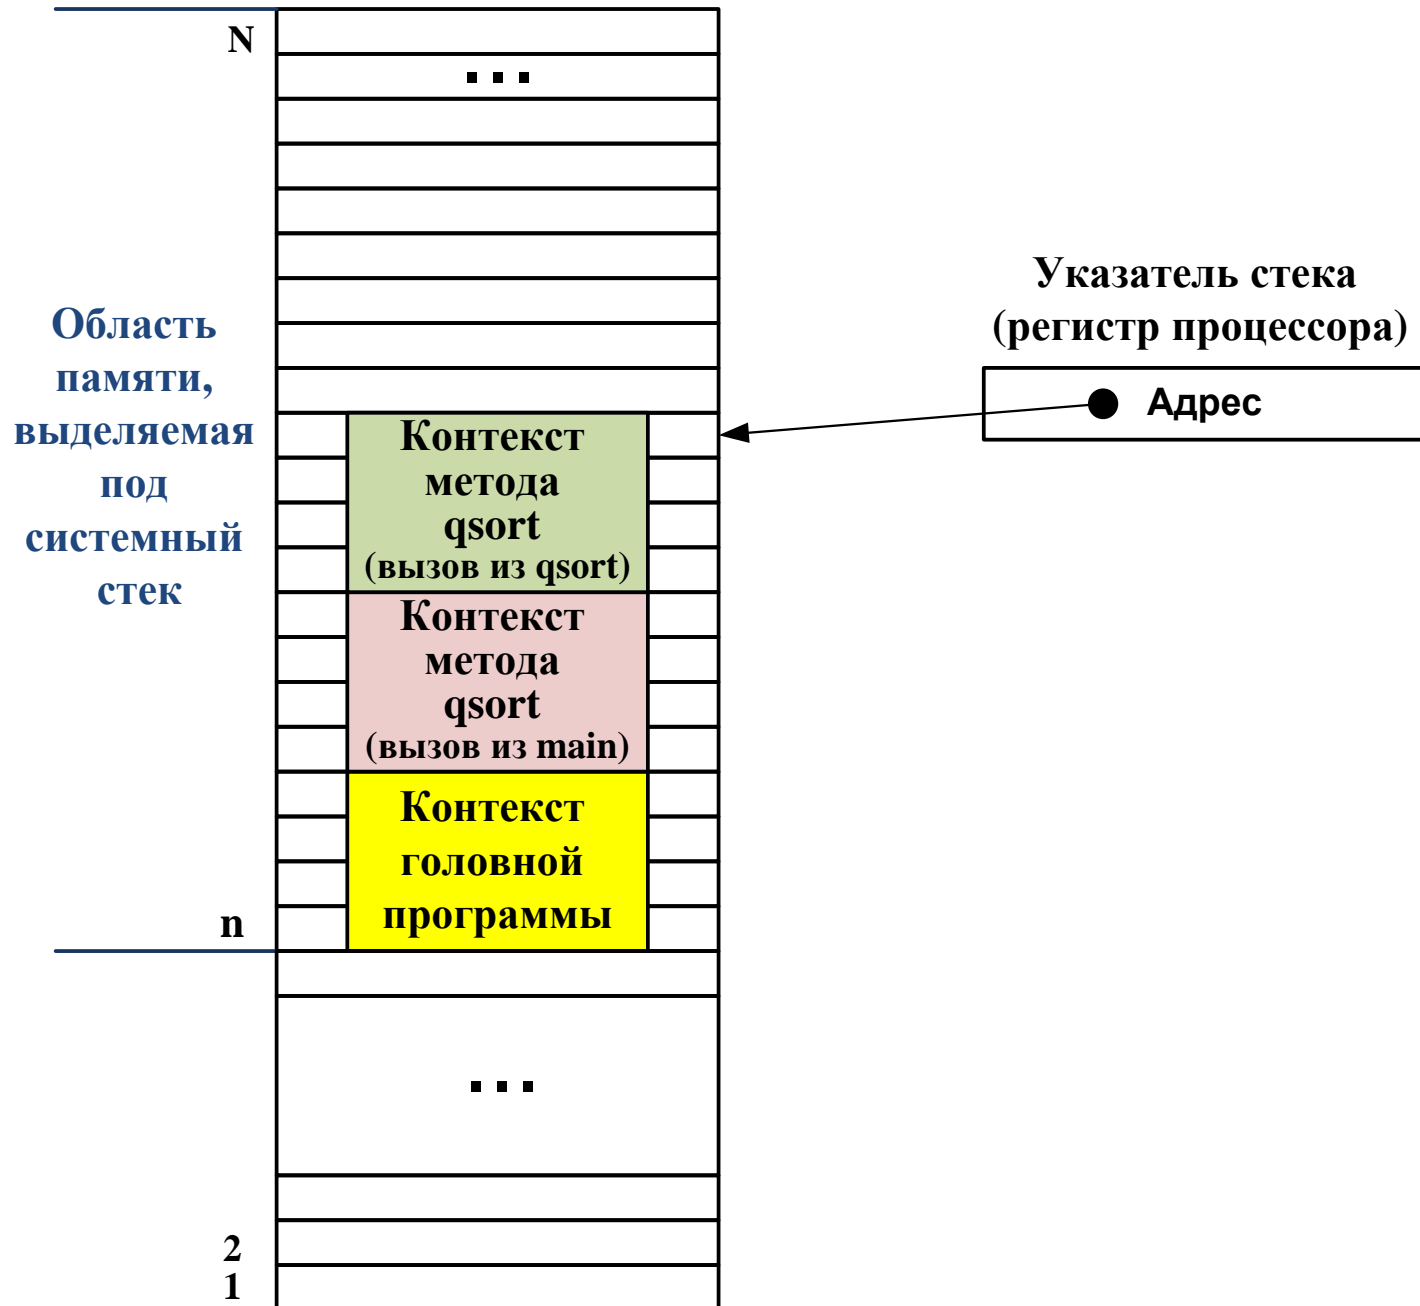 N
...
Указатель стека
(регистр процессора)
Адрес
Область
памяти,
выделяемая
под
системный
стек
Контекст
метода
qsort
(вызов из qsort)
Контекст
метода
qsort
(вызов из main)
Контекст
головной
программы
n
...
2
1